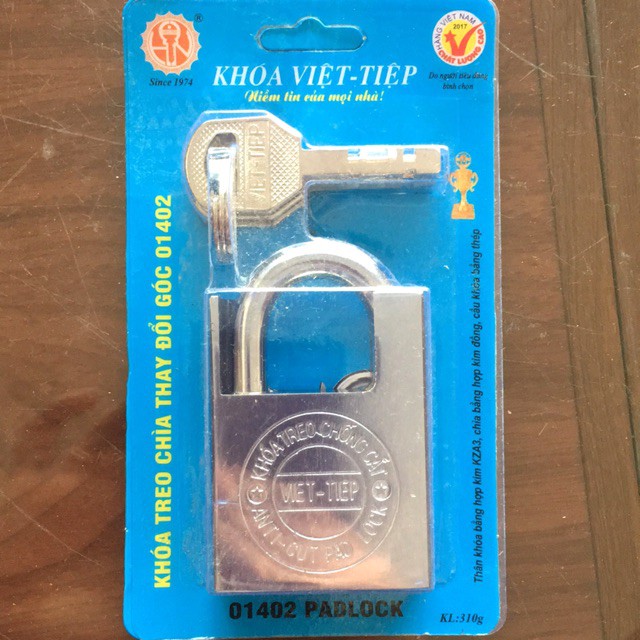 Since 1974
KHÓA VIỆT-TIỆP
Niềm tin của mọi nhà!
HÀNG VIỆT NAM
2017
CHẤT LƯỢNG CAO
Do người tiêu dùng
bình chọn
VIET-TIEP
KHÓA TREO CHÌA THAY ĐỔI GÓC 01402
Thân khóa bằng hợp kim KZA3, chìa bằng hợp kim đồng, cầu khóa bằng thép
KHÓA TREO CHỐNG CẮT
VIET-TIEP
ANTI-CUT PAD LOCK
01402 PADLOCK
KL:310g